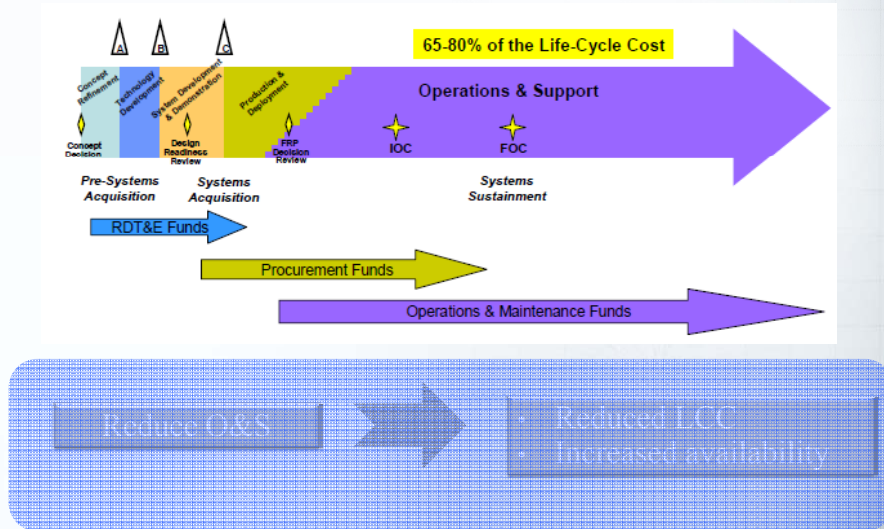 A
B
C
65-80% of the Life-Cycle Cost
Concept
Refinement
Technology
Development
System Development
& Demonstration
Production &
Deployment
Operations & Support
Concept
Decision
Design
Readiness
Review
FRP
Decision
Review
IOC
FOC
Pre-Systems
Acquisition
Systems
Acquisition
Systems
Sustainment
RDT&E Funds
Procurement Funds
Operations & Maintenance Funds
Reduce O&S
• Reduced LCC
• Increased availability